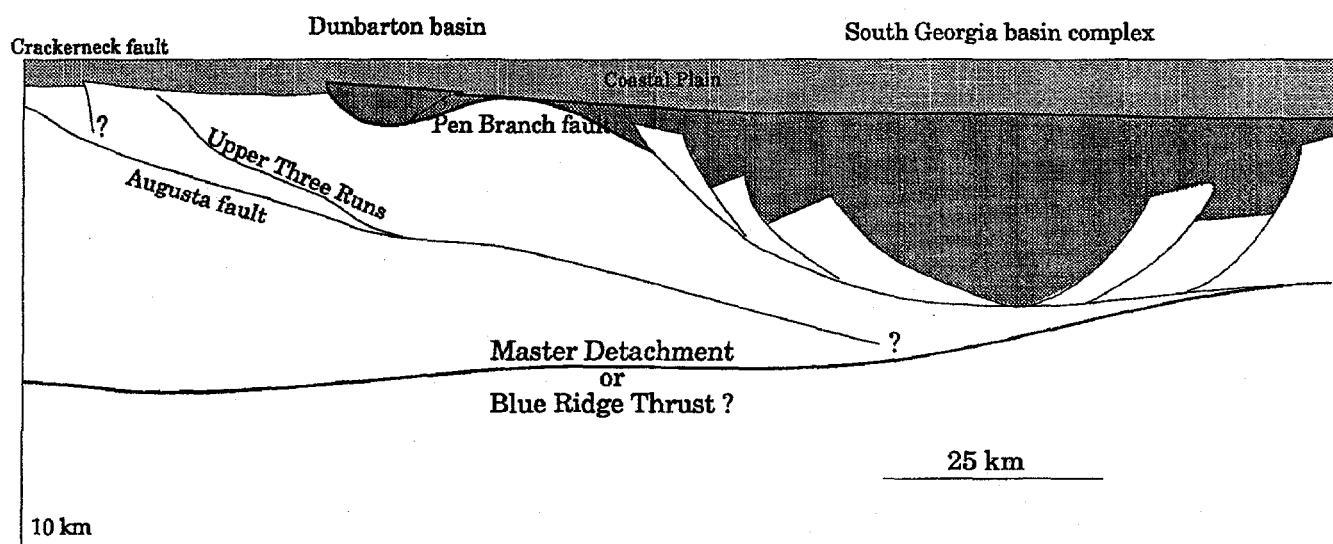 Dunbarton basin
South Georgia basin complex
Crackerneck fault
Coastal Plain
Pen Branch fault
?
Upper Three Runs
Augusta fault
?
Master Detachment
or
Blue Ridge Thrust ?
25 km
10 km